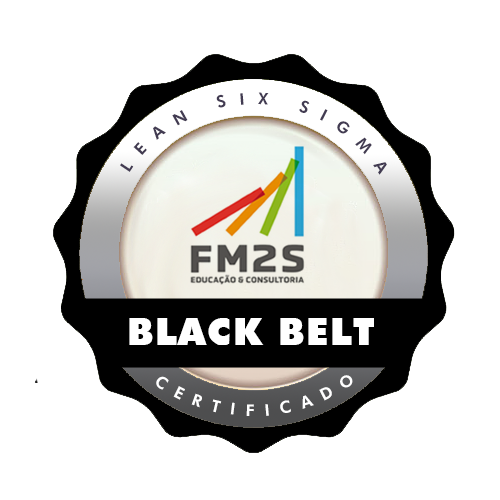 LEAN SIX SIGMA
FM2S
EDUCAÇÃO & CONSULTORIA
BLACK BELT
CERTIFICADO